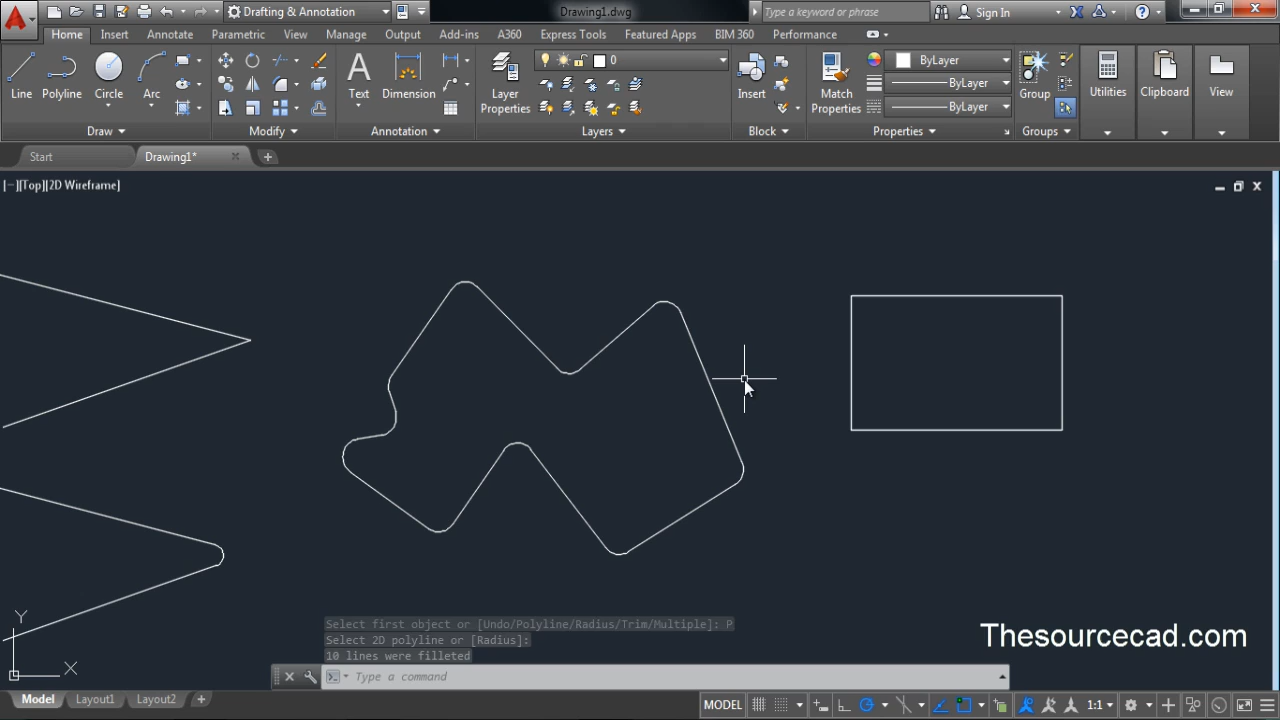 Drafting & Annotation
Drawing1.dwg
Type a keyword or phrase
Sign In
Home Insert Annotate Parametric View Manage Output Add-ins A360 Express Tools Featured Apps BIM 360 Performance
Line Polyline Circle Arc
Draw
Modify
Text Dimension
Annotation
Layer Properties
0
Layers
Insert
Block
Match Properties
ByLayer
ByLayer
ByLayer
Properties
Group
Groups
Utilities
Clipboard
View
Start Drawing1*
[−][Top][2D Wireframe]
Select first object or [Undo/Polyline/Radius/Trim/Multiple]: P
Select 2D polyline or [Radius]:
10 lines were filleted
Type a command
Y
X
Thesourcecad.com
Model Layout1 Layout2
MODEL
1:1